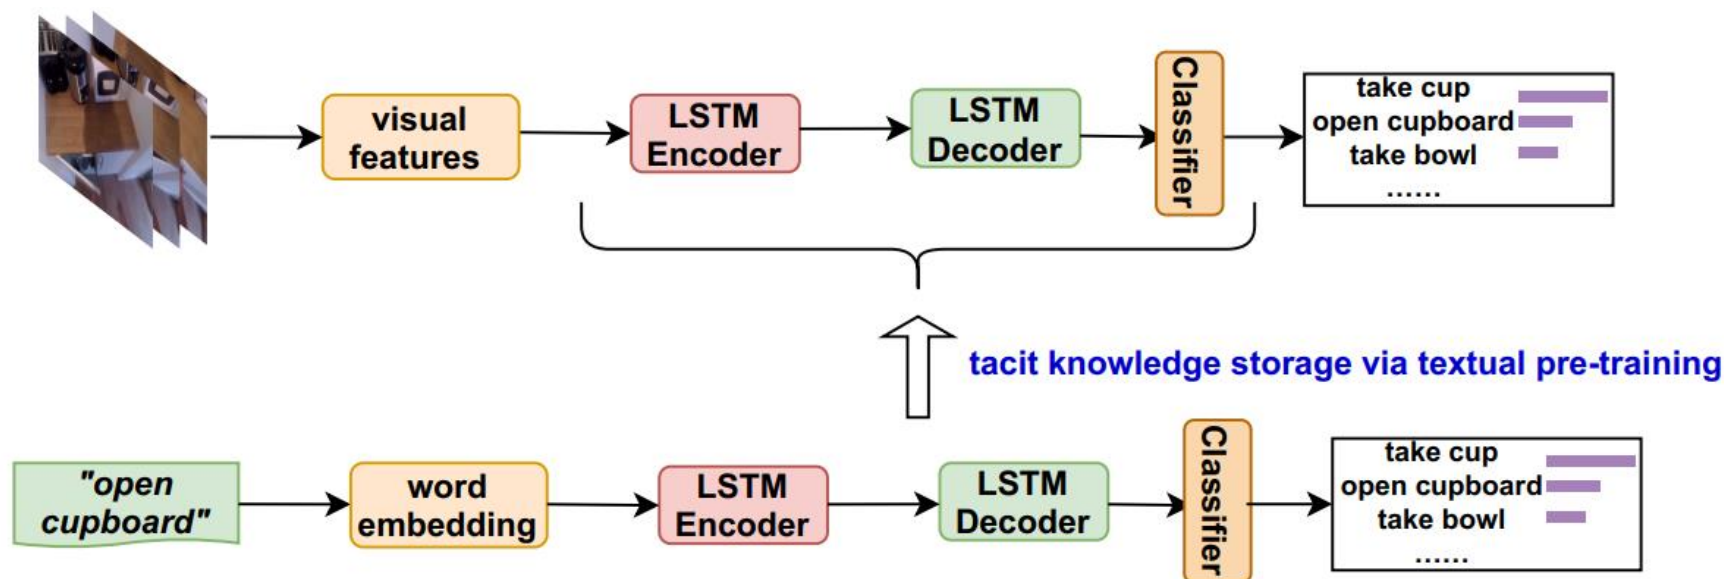 visual
features
LSTM
Encoder
LSTM
Decoder
Classifier
take cup
open cupboard
take bowl
......
tacit knowledge storage via textual pre-training
"open
cupboard"
word
embedding
LSTM
Encoder
LSTM
Decoder
Classifier
take cup
open cupboard
take bowl
......